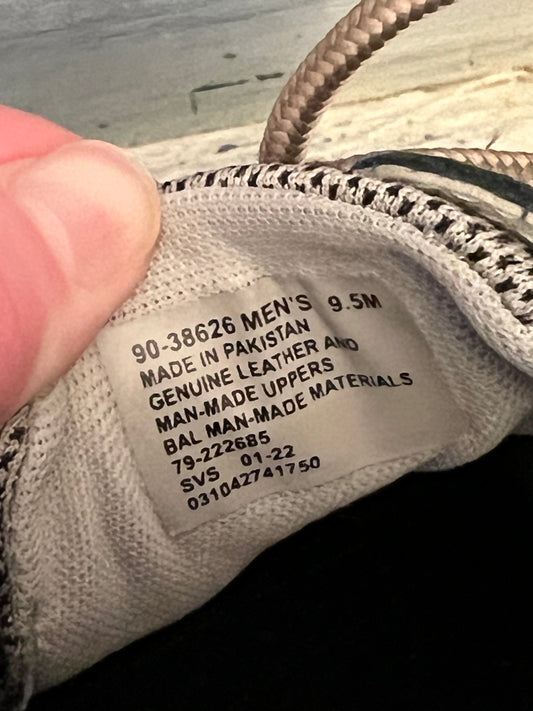 90-38626 MEN'S 9.5M
MADE IN PAKISTAN
GENUINE LEATHER AND
MAN-MADE UPPERS
BAL MAN-MADE MATERIALS
79-222685
SVS 01-22
031042741750